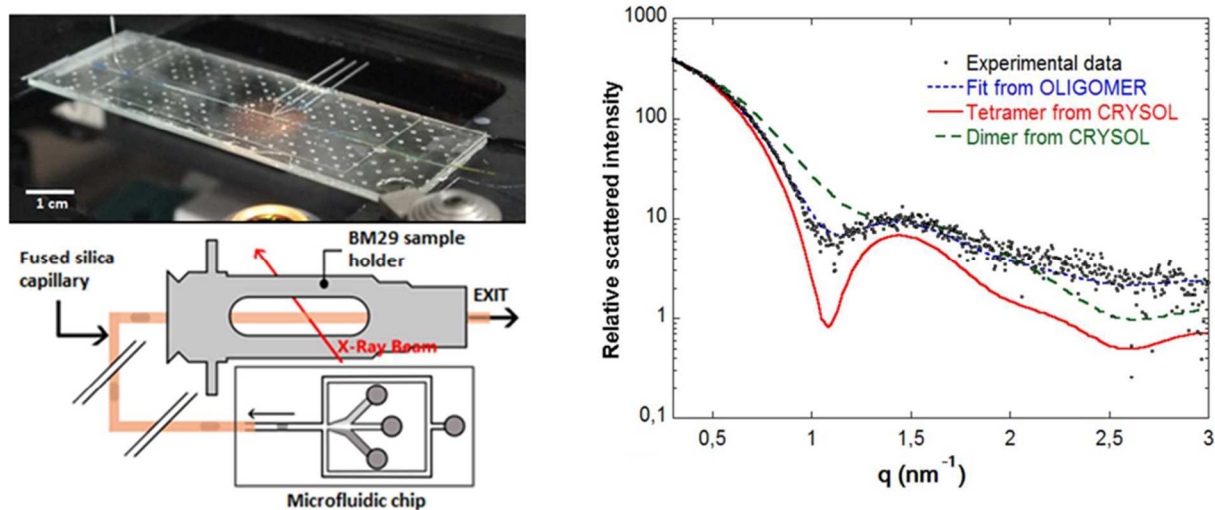 1 cm
Fused silica
capillary
BM29 sample
holder
EXIT
X-Ray Beam
Microfluidic chip
Relative scattered intensity
1000
100
10
1
0,1
Experimental data
Fit from OLIGOMER
Tetramer from CRYSOL
Dimer from CRYSOL
0,5
1
1,5
2
2,5
3
q (nm⁻¹)